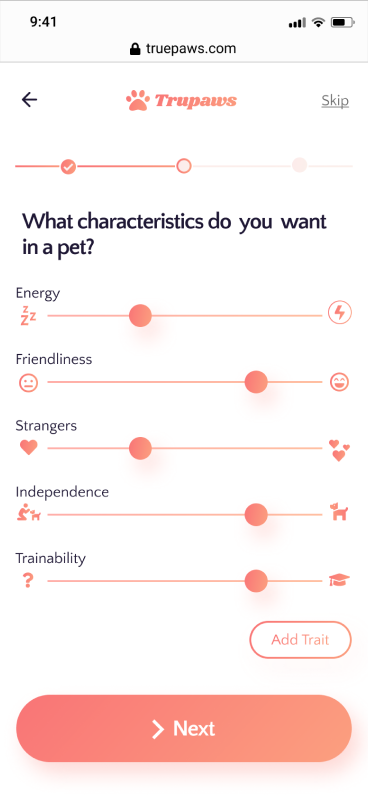 9:41
truepaws.com
Trupaws
Skip
What characteristics do you want
in a pet?
Energy
Friendliness
Strangers
Independence
Trainability
Add Trait
Next